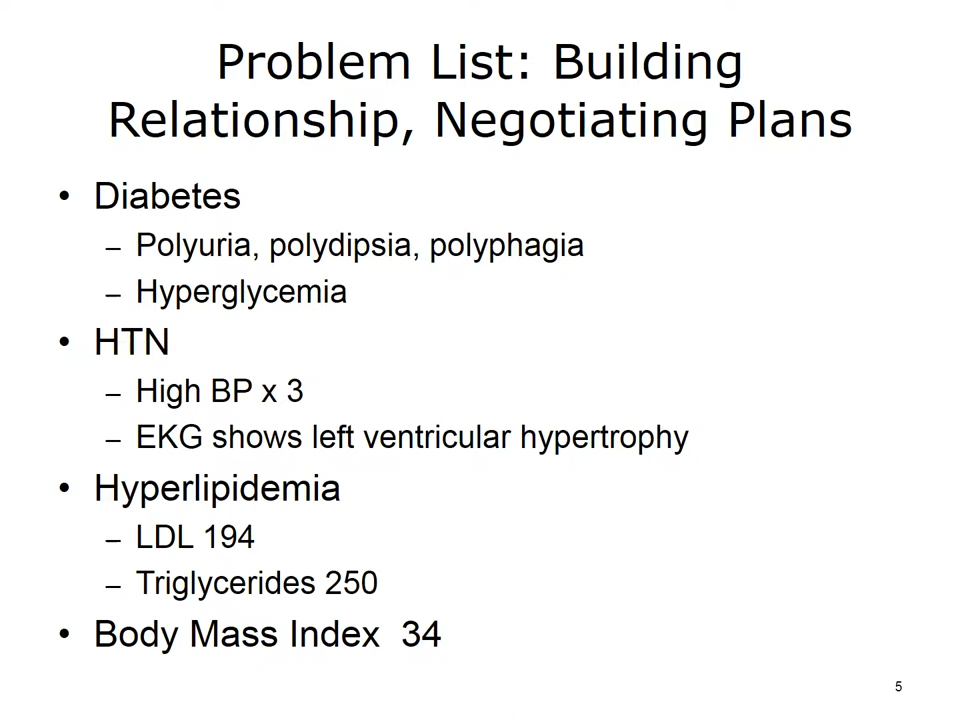 Problem List: Building
Relationship, Negotiating Plans
• Diabetes
– Polyuria, polydipsia, polyphagia
– Hyperglycemia
• HTN
– High BP x 3
– EKG shows left ventricular hypertrophy
• Hyperlipidemia
– LDL 194
– Triglycerides 250
• Body Mass Index  34
5